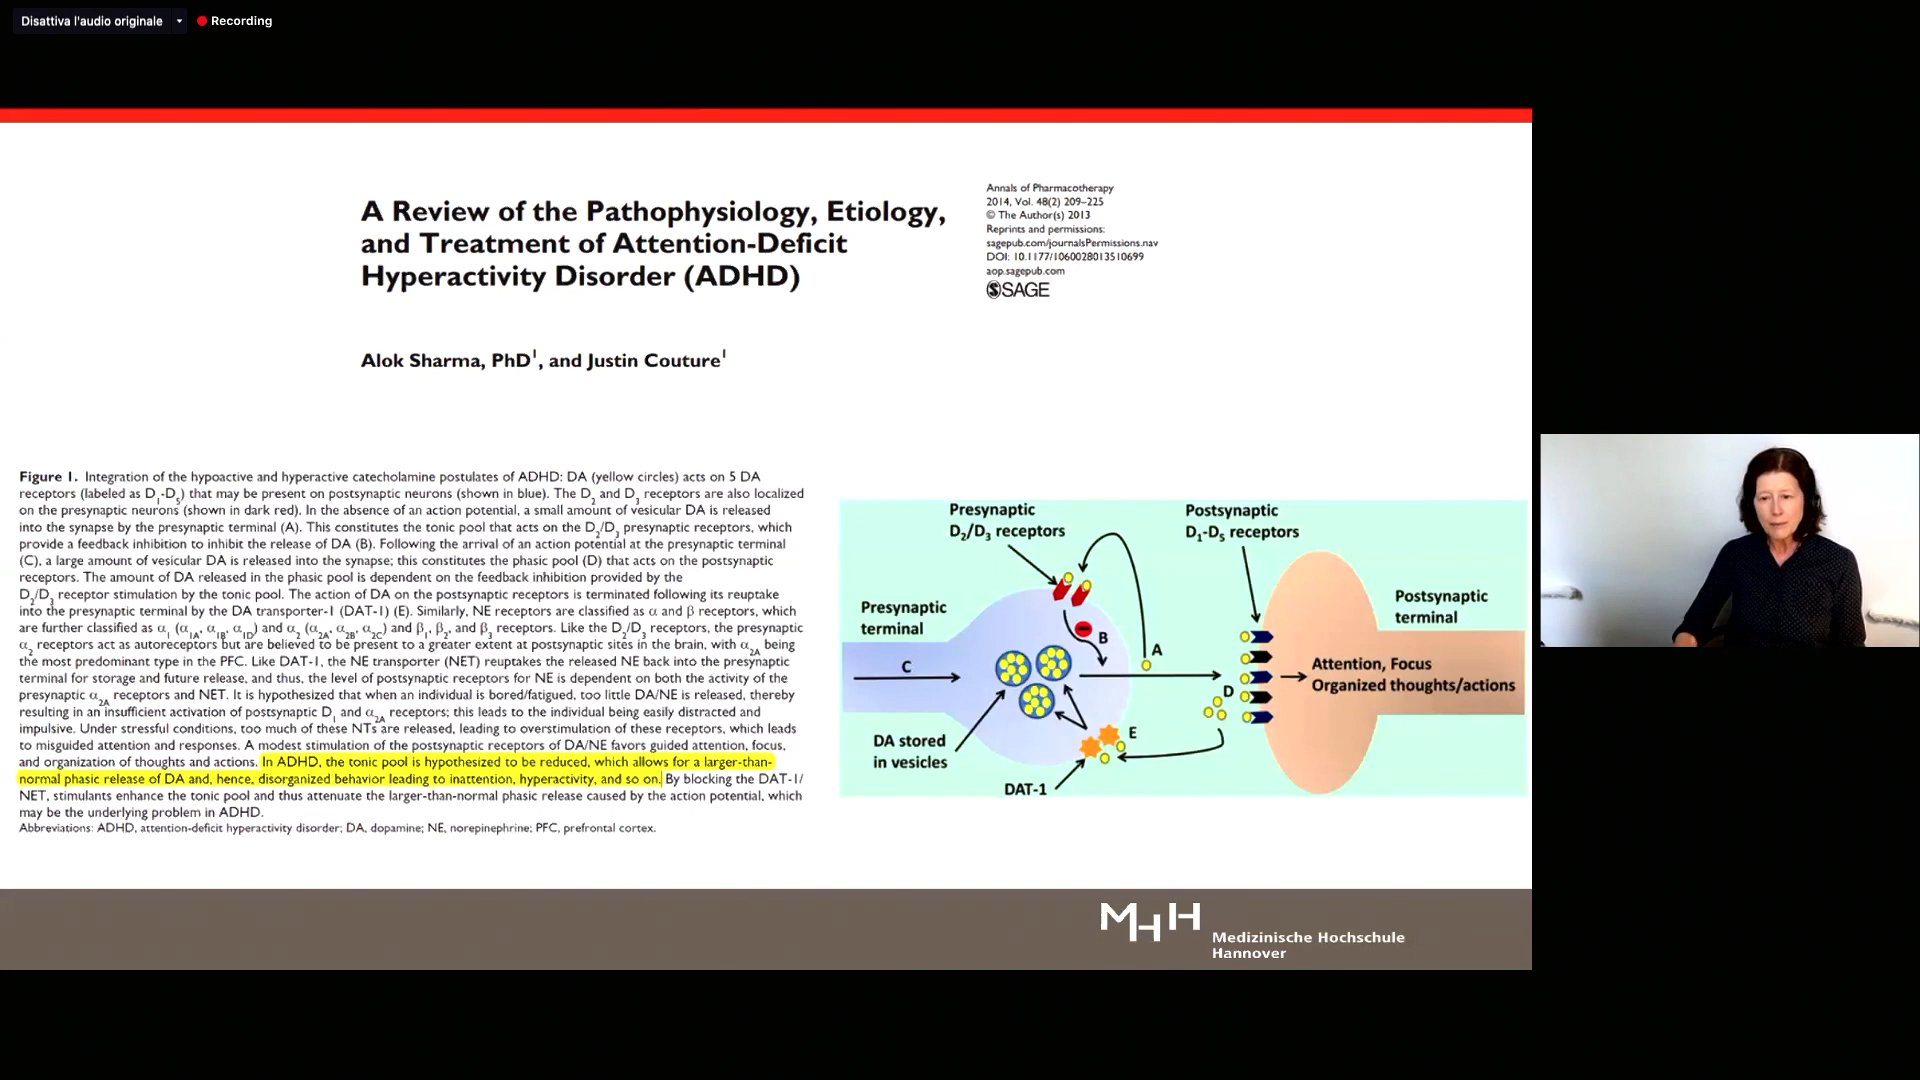 Disattiva l'audio originale
Recording
A Review of the Pathophysiology, Etiology,
and Treatment of Attention-Deficit
Hyperactivity Disorder (ADHD)
Annals of Pharmacotherapy
2014, Vol. 48(2) 209–225
© The Author(s) 2013
Reprints and permissions:
sagepub.com/journalsPermissions.nav
DOI: 10.1177/1060028013510699
aop.sagepub.com
SAGE
Alok Sharma, PhD¹, and Justin Couture¹
Figure 1. Integration of the hypoactive and hyperactive catecholamine postulates of ADHD: DA (yellow circles) acts on 5 DA
receptors (labeled as D₁-D₅) that may be present on postsynaptic neurons (shown in blue). The D₂ and D₃ receptors are also localized
on the presynaptic neurons (shown in dark red). In the absence of an action potential, a small amount of vesicular DA is released
into the synapse by the presynaptic terminal (A). This constitutes the tonic pool that acts on the D₂/D₃ presynaptic receptors, which
provide a feedback inhibition to inhibit the release of DA (B). Following the arrival of an action potential at the presynaptic terminal
(C), a large amount of vesicular DA is released into the synapse; this constitutes the phasic pool (D) that acts on the postsynaptic
receptors. The amount of DA released in the phasic pool is dependent on the feedback inhibition provided by the
D₂/D₃ receptor stimulation by the tonic pool. The action of DA on the postsynaptic receptors is terminated following its reuptake
into the presynaptic terminal by the DA transporter-1 (DAT-1) (E). Similarly, NE receptors are classified as α and β receptors, which
are further classified as α₁ (α₁A, α₁B, α₁D) and α₂ (α₂A, α₂B, α₂C) and β₁, β₂, and β₃ receptors. Like the D₂/D₃ receptors, the presynaptic
α₂ receptors act as autoreceptors but are believed to be present to a greater extent at postsynaptic sites in the brain, with α₂A being
the most predominant type in the PFC. Like DAT-1, the NE transporter (NET) reuptakes the released NE back into the presynaptic
terminal for storage and future release, and thus, the level of postsynaptic receptors for NE is dependent on both the activity of the
presynaptic α₂A receptors and NET. It is hypothesized that when an individual is bored/fatigued, too little DA/NE is released, thereby
resulting in an insufficient activation of postsynaptic D₁ and α₂A receptors; this leads to the individual being easily distracted and
impulsive. Under stressful conditions, too much of these NTs are released, leading to overstimulation of these receptors, which leads
to misguided attention and responses. A modest stimulation of the postsynaptic receptors of DA/NE favors guided attention, focus,
and organization of thoughts and actions. In ADHD, the tonic pool is hypothesized to be reduced, which allows for a larger-than-
normal phasic release of DA and, hence, disorganized behavior leading to inattention, hyperactivity, and so on. By blocking the DAT-1/
NET, stimulants enhance the tonic pool and thus attenuate the larger-than-normal phasic release caused by the action potential, which
may be the underlying problem in ADHD.
Abbreviations: ADHD, attention-deficit hyperactivity disorder; DA, dopamine; NE, norepinephrine; PFC, prefrontal cortex.
Presynaptic
D₂/D₃ receptors
Postsynaptic
D₁-D₅ receptors
Presynaptic
terminal
Postsynaptic
terminal
A
B
C
D
E
Attention, Focus
Organized thoughts/actions
DA stored
in vesicles
DAT-1
MHH
Medizinische Hochschule
Hannover